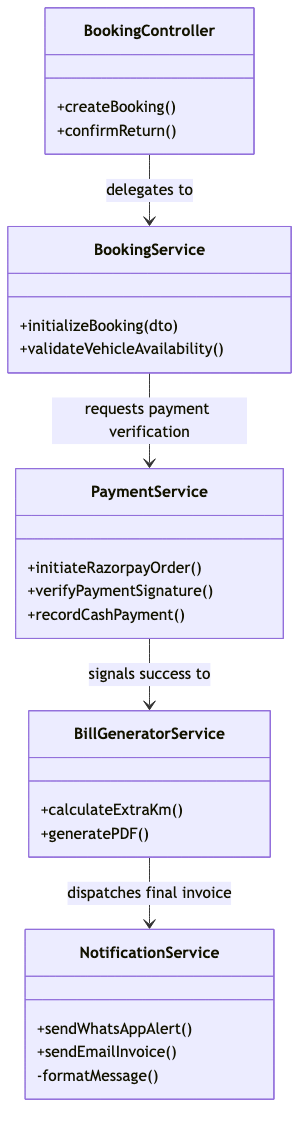 BookingController
+createBooking()
+confirmReturn()
delegates to
BookingService
+initializeBooking(dto)
+validateVehicleAvailability()
requests payment
verification
PaymentService
+initiateRazorpayOrder()
+verifyPaymentSignature()
+recordCashPayment()
signals success to
BillGeneratorService
+calculateExtraKm()
+generatePDF()
dispatches final invoice
NotificationService
+sendWhatsAppAlert()
+sendEmailInvoice()
-formatMessage()